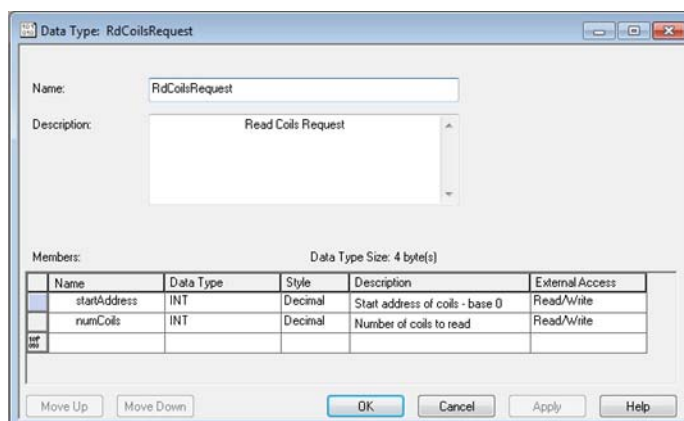 Data Type: RdCoilsRequest
Name: RdCoilsRequest
Description: Read Coils Request
Members: Data Type Size: 4 byte(s)
Name Data Type Style Description External Access
startAddress INT Decimal Start address of coils - base 0 Read/Write
numCoils INT Decimal Number of coils to read Read/Write
Move Up Move Down OK Cancel Apply Help